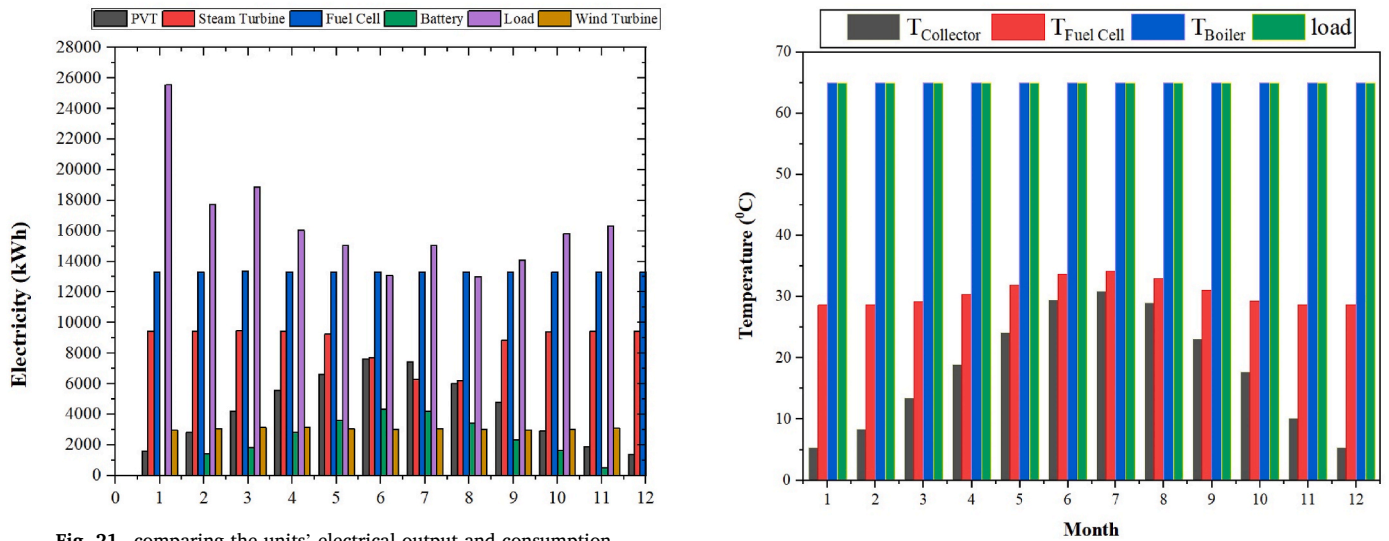 PVT Steam Turbine Fuel Cell Battery Load Wind Turbine
28000
26000
24000
22000
20000
18000
16000
14000
12000
10000
8000
6000
4000
2000
0
Electricity (kWh)
0 1 2 3 4 5 6 7 8 9 10 11 12
Fig. 21. comparing the units' electrical output and consumption
T Collector T Fuel Cell T Boiler load
70
60
50
40
30
20
10
0
Temperature (⁰C)
1 2 3 4 5 6 7 8 9 10 11 12
Month